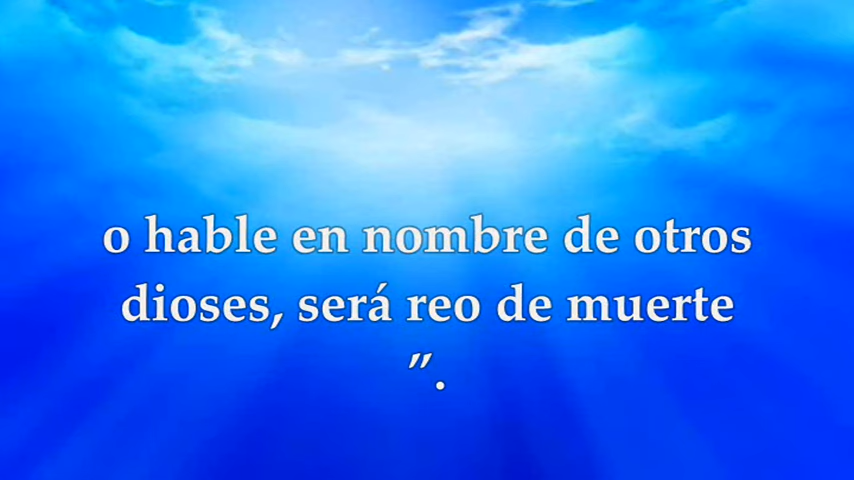 o hable en nombre de otros
dioses, será reo de muerte
”.